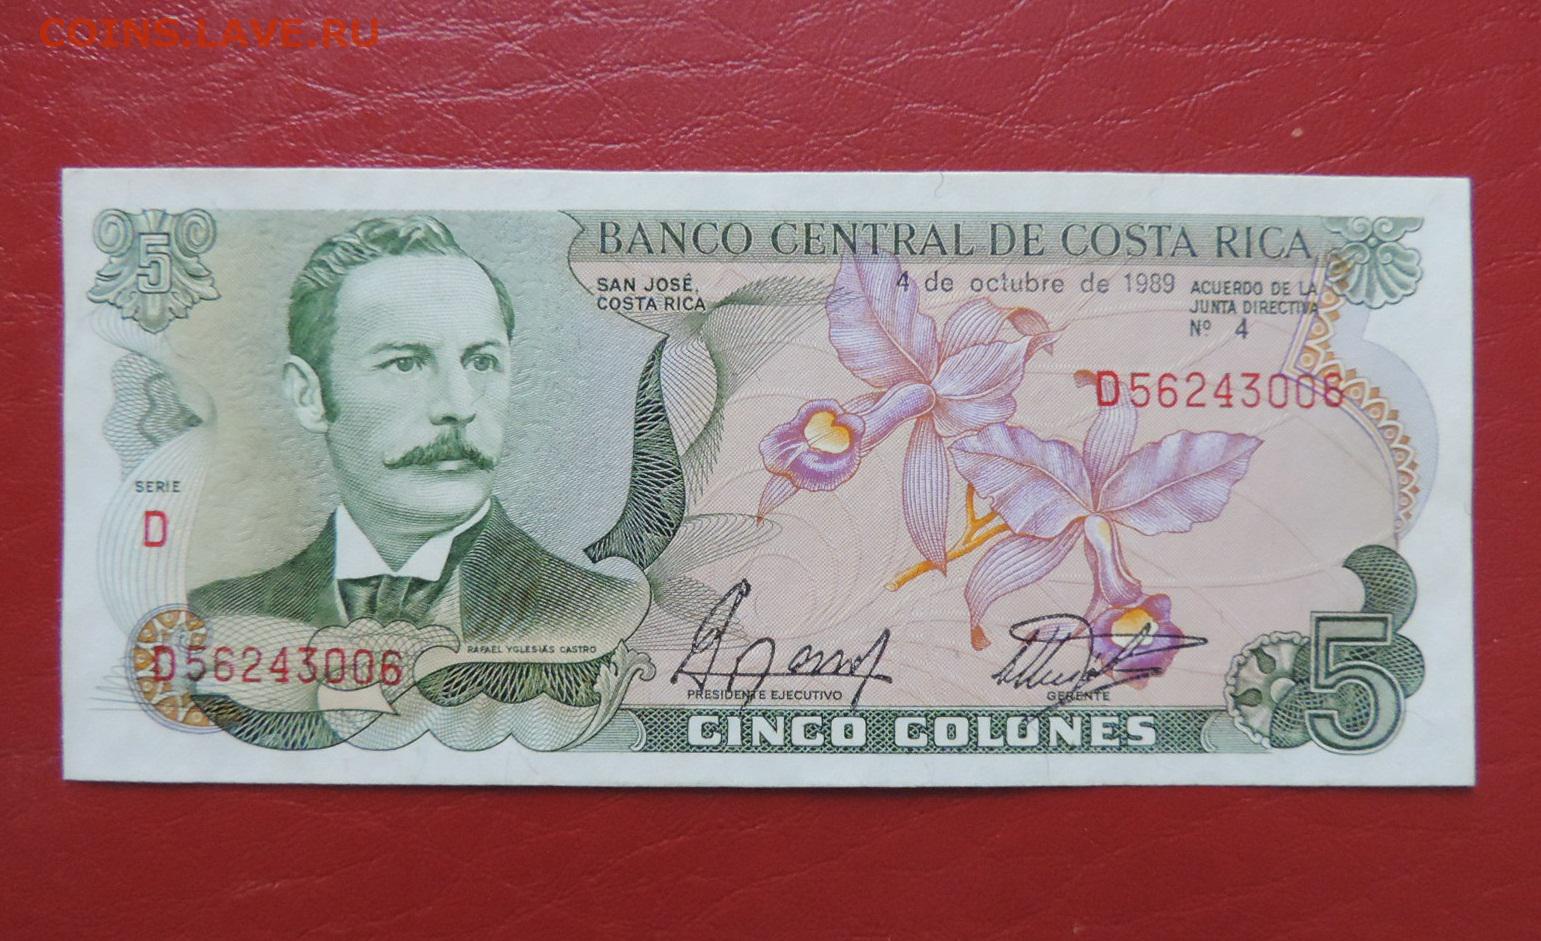 COINS.LAVE.RU
5
BANCO CENTRAL DE COSTA RICA
SAN JOSÉ,
COSTA RICA
4 de octubre de 1989
ACUERDO DE LA
JUNTA DIRECTIVA
Nº 4
D56243006
SERIE
D
D56243006
RAFAEL YGLESIAS CASTRO
PRESIDENTE EJECUTIVO
GERENTE
CINCO COLONES
5